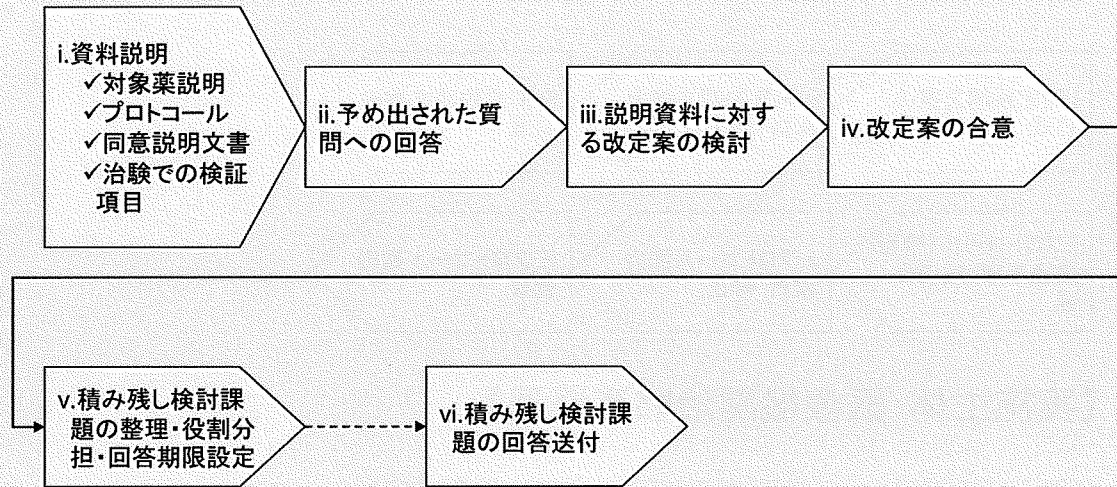 i.資料説明
✓対象薬説明
✓プロトコール
✓同意説明文書
✓治験での検証
項目
ii.予め出された質
問への回答
iii.説明資料に対す
る改定案の検討
iv.改定案の合意
v.積み残し検討課
題の整理・役割分
担・回答期限設定
vi.積み残し検討課
題の回答送付